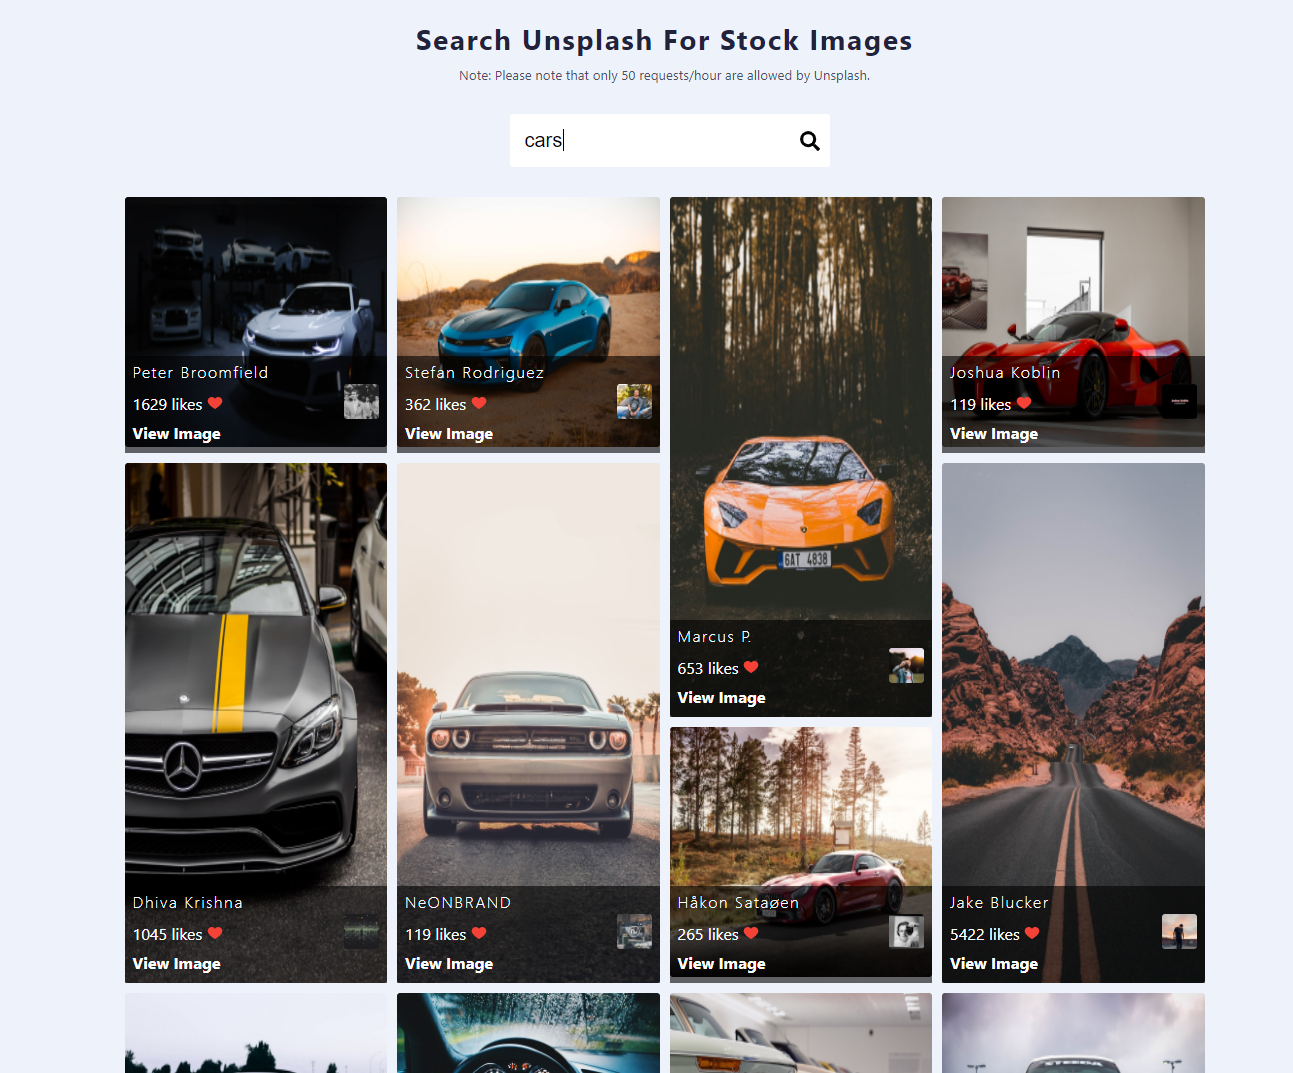 Search Unsplash For Stock Images
Note: Please note that only 50 requests/hour are allowed by Unsplash.
cars
Peter Broomfield
1629 likes
View Image
Stefan Rodriguez
362 likes
View Image
6AT 4838
Marcus P.
653 likes
View Image
Joshua Koblin
119 likes
View Image
Dhiva Krishna
1045 likes
View Image
NeONBRAND
119 likes
View Image
Håkon Sataøen
265 likes
View Image
Jake Blucker
5422 likes
View Image
STEEDA